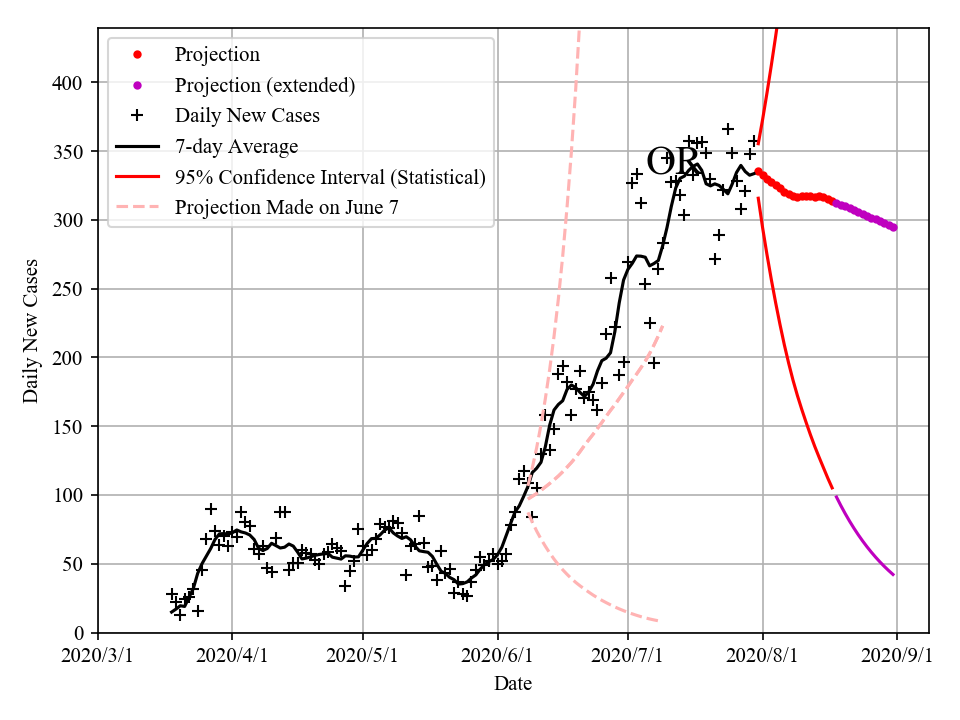 Projection
Projection (extended)
Daily New Cases
7-day Average
95% Confidence Interval (Statistical)
Projection Made on June 7
OR
400
350
300
250
200
150
100
50
0
Daily New Cases
2020/3/1 2020/4/1 2020/5/1 2020/6/1 2020/7/1 2020/8/1 2020/9/1
Date